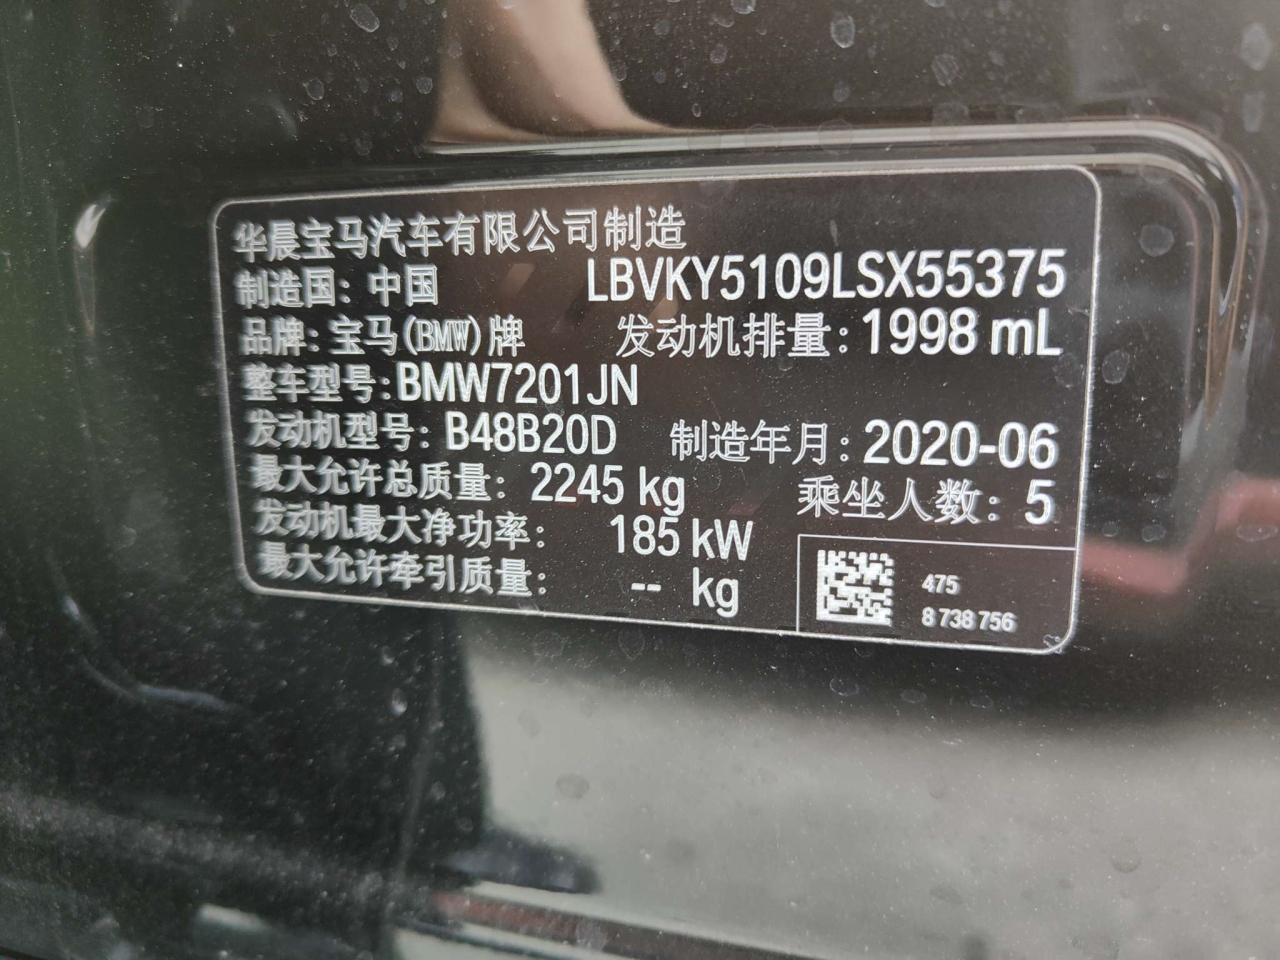 华晨宝马汽车有限公司制造
制造国：中国 LBVKY5109LSX55375
品牌：宝马(BMW)牌 发动机排量：1998 mL
整车型号：BMW7201JN
发动机型号：B48B20D 制造年月：2020-06
最大允许总质量：2245 kg 乘坐人数：5
发动机最大净功率：185 kW
最大允许牵引质量：-- kg
475
8 738 756